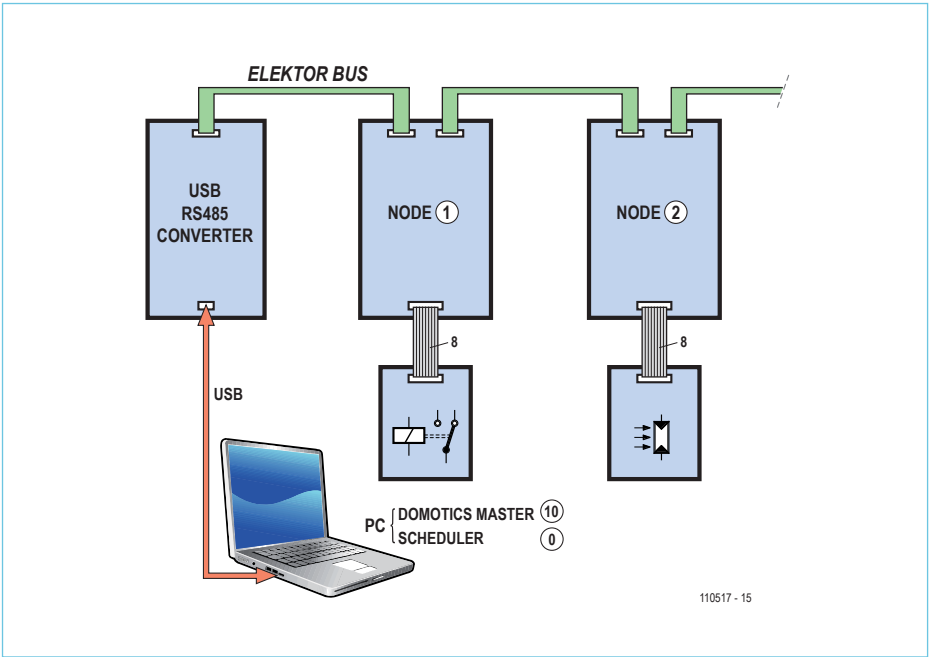 ELEKTOR BUS
USB
RS485
CONVERTER
NODE 1
NODE 2
8
8
USB
PC { DOMOTICS MASTER 10
SCHEDULER 0
110517 - 15